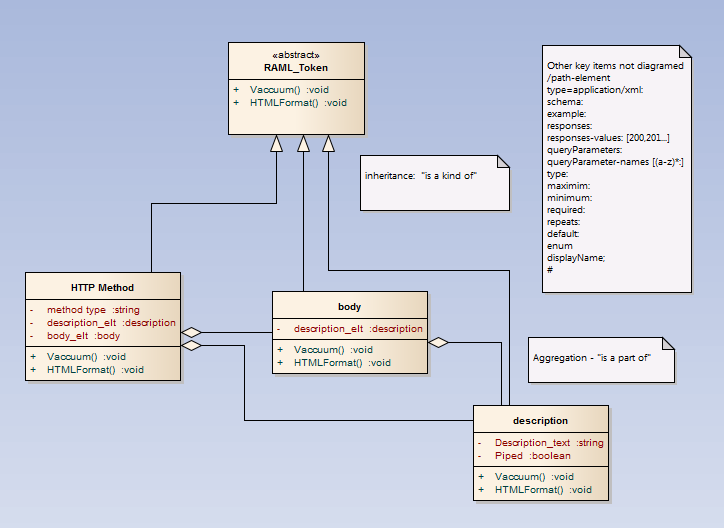 «abstract»
RAML_Token
+ Vaccuum() :void
+ HTMLFormat() :void
Other key items not diagramed
/path-element
type=application/xml:
schema:
example:
responses:
responses-values: [200,201...]
queryParameters:
queryParameter-names [(a-z)*:]
type:
maximim:
minimum:
required:
repeats:
default:
enum
displayName;
#
inheritance: "is a kind of"
HTTP Method
- method type :string
- description_elt :description
- body_elt :body
+ Vaccuum() :void
+ HTMLFormat() :void
body
- description_elt :description
+ Vaccuum() :void
+ HTMLFormat() :void
Aggregation - "is a part of"
description
- Description_text :string
- Piped :boolean
+ Vaccuum() :void
+ HTMLFormat() :void